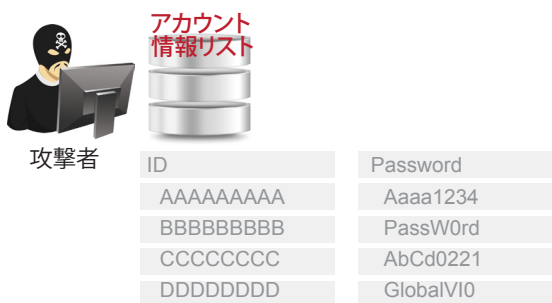 アカウント
情報リスト
攻撃者
ID Password
AAAAAAAAA Aaaa1234
BBBBBBBBB PassW0rd
CCCCCCCC AbCd0221
DDDDDDDD GlobalVI0